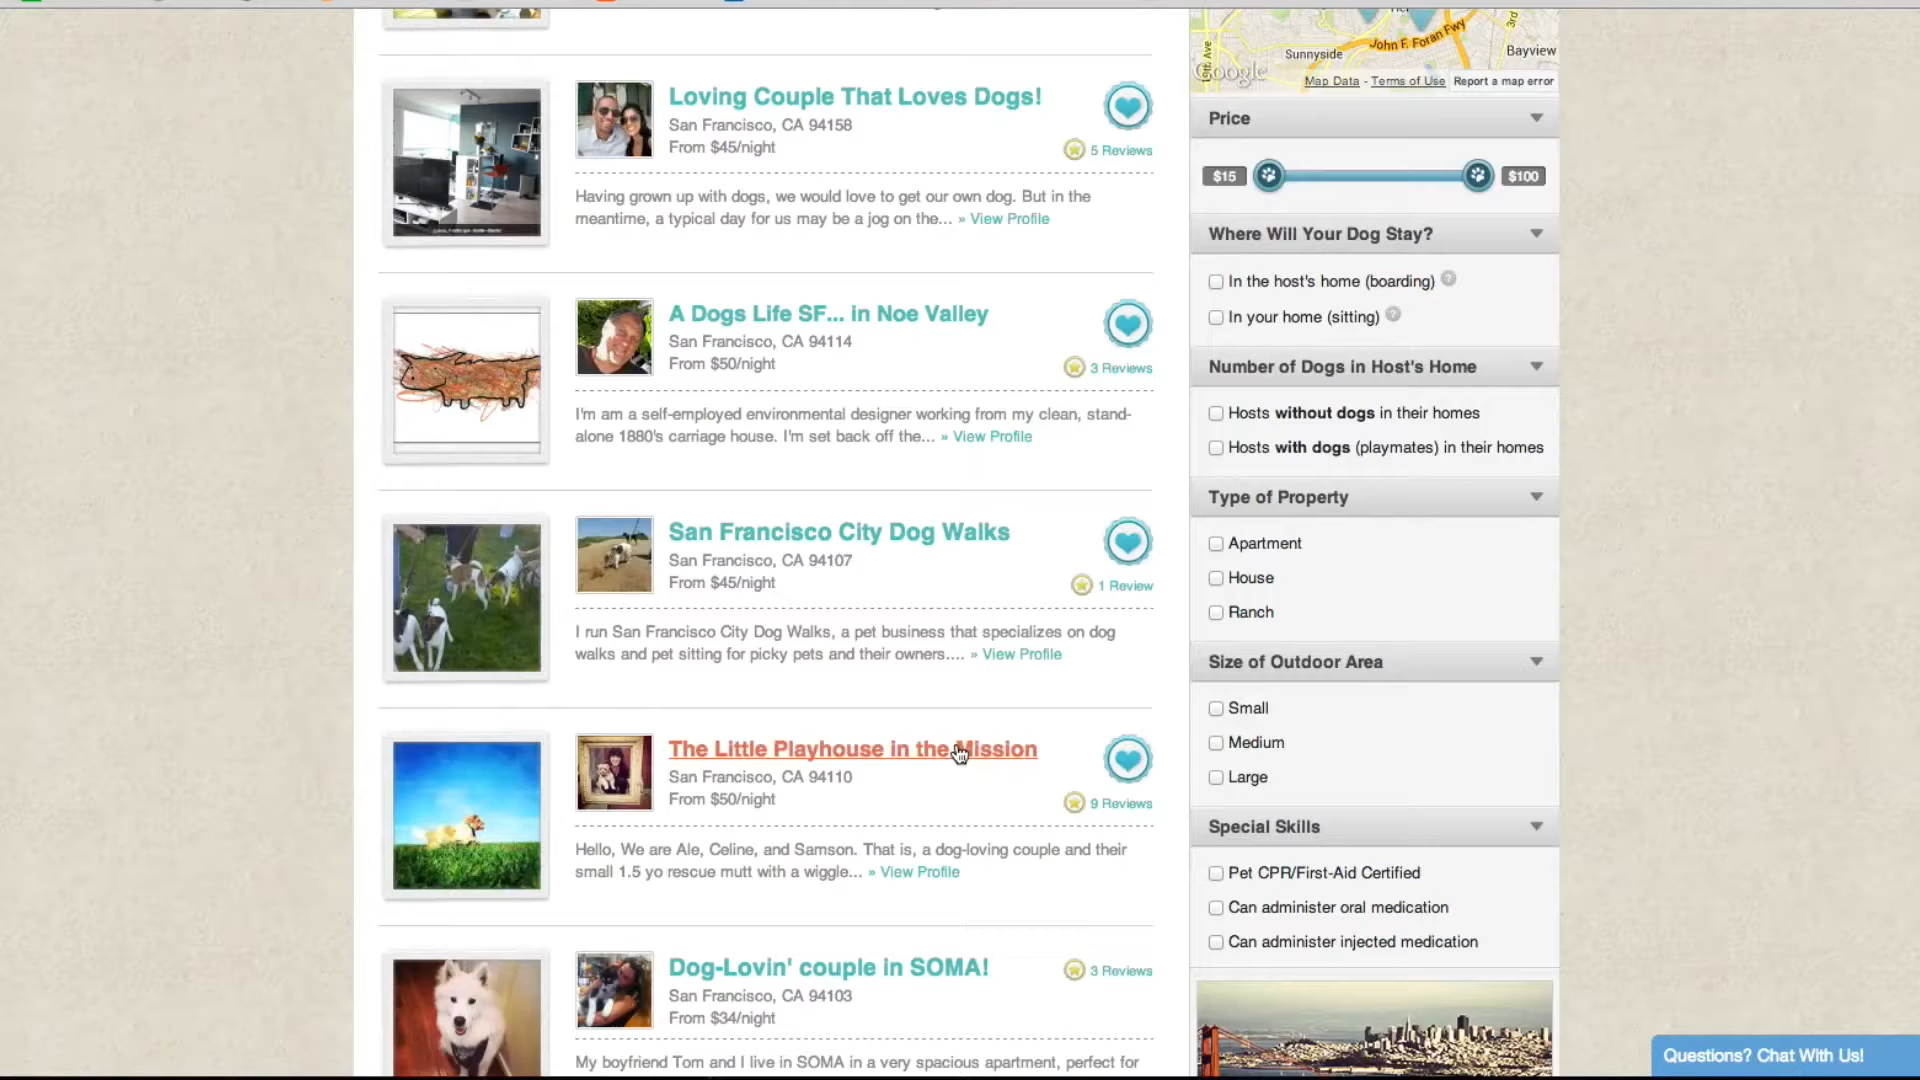 Loving Couple That Loves Dogs!
San Francisco, CA 94158
From $45/night
5 Reviews
Having grown up with dogs, we would love to get our own dog. But in the
meantime, a typical day for us may be a jog on the... » View Profile
A Dogs Life SF... in Noe Valley
San Francisco, CA 94114
From $50/night
3 Reviews
I'm am a self-employed environmental designer working from my clean, stand-
alone 1880's carriage house. I'm set back off the... » View Profile
San Francisco City Dog Walks
San Francisco, CA 94107
From $45/night
1 Review
I run San Francisco City Dog Walks, a pet business that specializes on dog
walks and pet sitting for picky pets and their owners.... » View Profile
The Little Playhouse in the Mission
San Francisco, CA 94110
From $50/night
9 Reviews
Hello, We are Ale, Celine, and Samson. That is, a dog-loving couple and their
small 1.5 yo rescue mutt with a wiggle... » View Profile
Dog-Lovin' couple in SOMA!
San Francisco, CA 94103
From $34/night
3 Reviews
My boyfriend Tom and I live in SOMA in a very spacious apartment, perfect for
3rd
John F. Foran Fwy
Sunnyside
Bayview
Google
Map Data - Terms of Use
Report a map error
Price
$15
$100
Where Will Your Dog Stay?
In the host's home (boarding) ?
In your home (sitting) ?
Number of Dogs in Host's Home
Hosts without dogs in their homes
Hosts with dogs (playmates) in their homes
Type of Property
Apartment
House
Ranch
Size of Outdoor Area
Small
Medium
Large
Special Skills
Pet CPR/First-Aid Certified
Can administer oral medication
Can administer injected medication
Questions? Chat With Us!